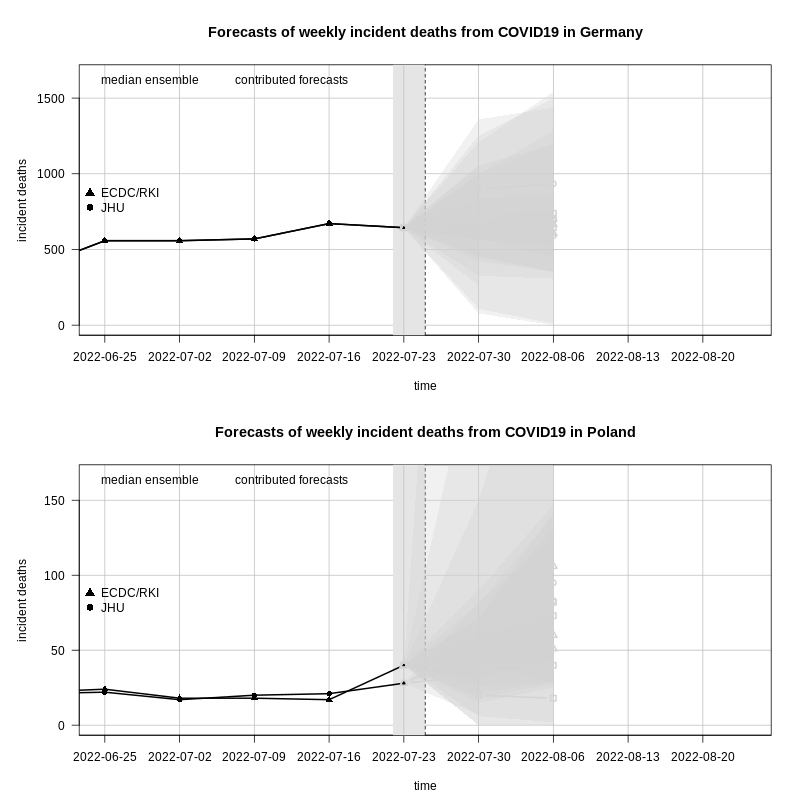 Forecasts of weekly incident deaths from COVID19 in Germany
median ensemble contributed forecasts
1500
1000
500
0
incident deaths
ECDC/RKI
JHU
2022-06-25 2022-07-02 2022-07-09 2022-07-16 2022-07-23 2022-07-30 2022-08-06 2022-08-13 2022-08-20
time
Forecasts of weekly incident deaths from COVID19 in Poland
median ensemble contributed forecasts
150
100
50
0
incident deaths
ECDC/RKI
JHU
2022-06-25 2022-07-02 2022-07-09 2022-07-16 2022-07-23 2022-07-30 2022-08-06 2022-08-13 2022-08-20
time